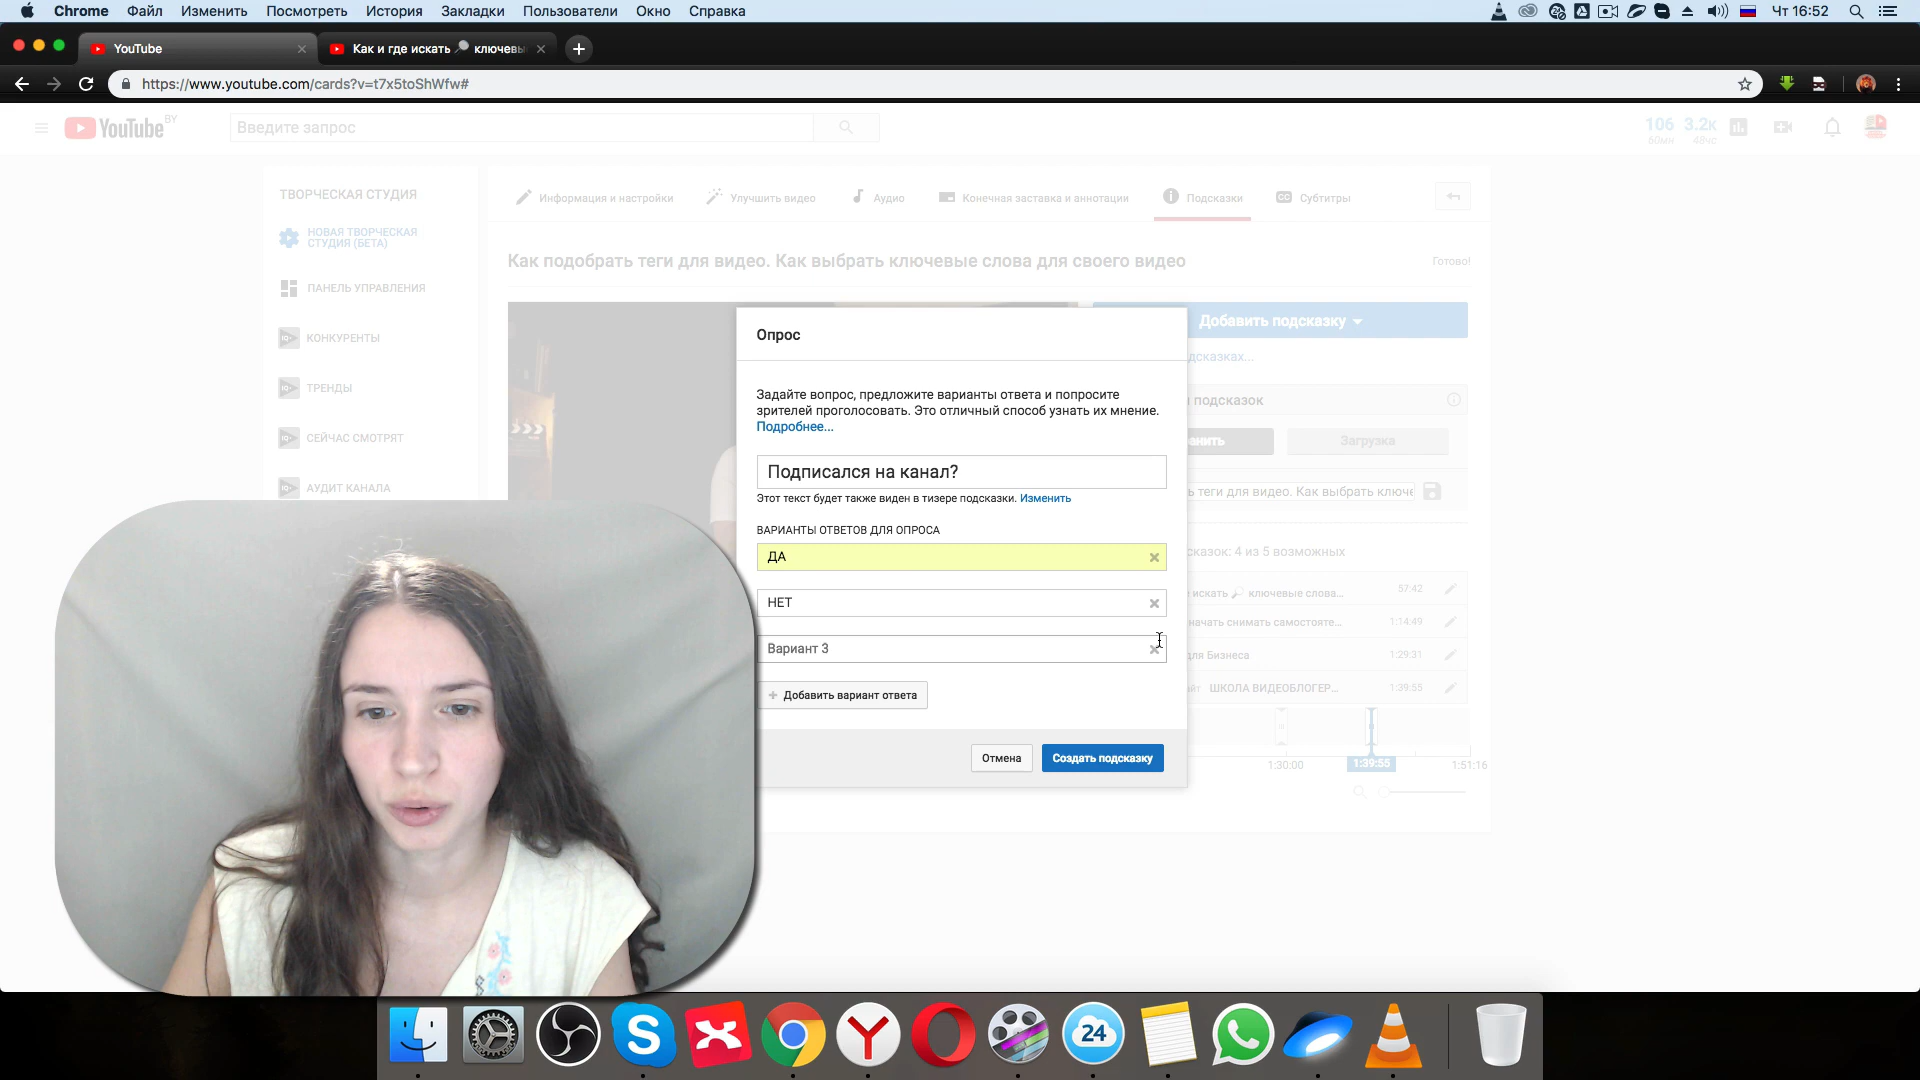 Chrome Файл Изменить Посмотреть История Закладки Пользователи Окно Справка Чт 16:52
YouTube Как и где искать ключевы
https://www.youtube.com/cards?v=t7x5toShWfw#
YouTube BY Введите запрос 106 3.2к
60мн 48чс
ТВОРЧЕСКАЯ СТУДИЯ
НОВАЯ ТВОРЧЕСКАЯ
СТУДИЯ (БЕТА)
ПАНЕЛЬ УПРАВЛЕНИЯ
КОНКУРЕНТЫ
ТРЕНДЫ
СЕЙЧАС СМОТРЯТ
АУДИТ КАНАЛА
Информация и настройки Улучшить видео Аудио Конечная заставка и аннотации Подсказки Субтитры
Как подобрать теги для видео. Как выбрать ключевые слова для своего видео Готово!
Опрос
Задайте вопрос, предложите варианты ответа и попросите
зрителей проголосовать. Это отличный способ узнать их мнение.
Подробнее...
Подписался на канал?
Этот текст будет также виден в тизере подсказки. Изменить
ВАРИАНТЫ ОТВЕТОВ ДЛЯ ОПРОСА
ДА
НЕТ
Вариант 3
+ Добавить вариант ответа
Отмена Создать подсказку
Добавить подсказку
дсказках...
подсказок
анить Загрузка
ь теги для видео. Как выбрать ключе
сказок: 4 из 5 возможных
искать ключевые слова... 57:42
начать снимать самостояте... 1:14:49
для Бизнеса 1:29:31
йт ШКОЛА ВИДЕОБЛОГЕР... 1:39:55
1:30:00 1:39:55 1:51:16
24